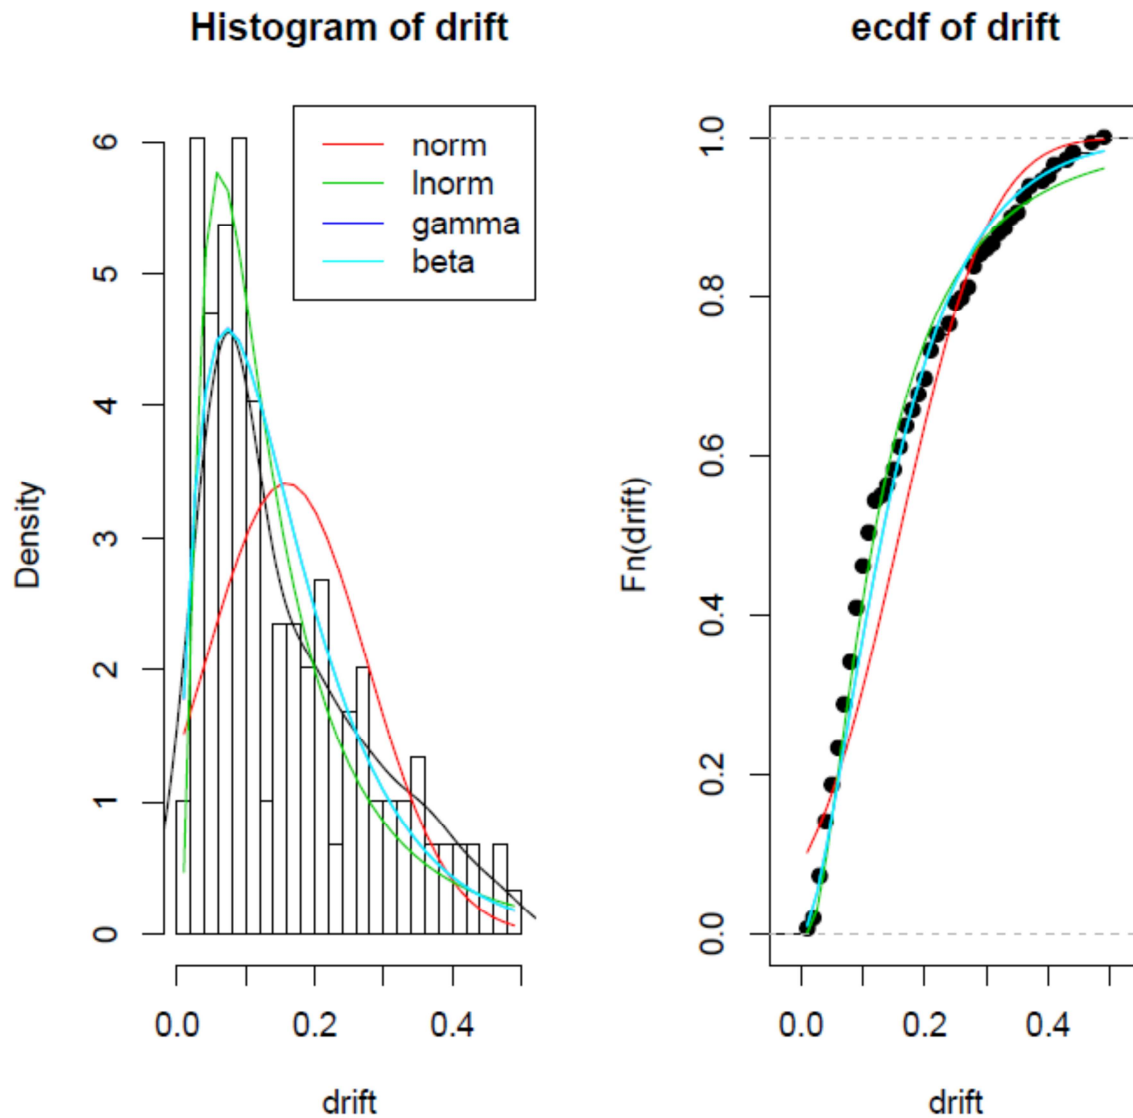 Histogram of drift
norm
lnorm
gamma
beta
Density
0
1
2
3
4
5
6
0.0 0.2 0.4
drift
ecdf of drift
Fn(drift)
0.0
0.2
0.4
0.6
0.8
1.0
0.0 0.2 0.4
drift